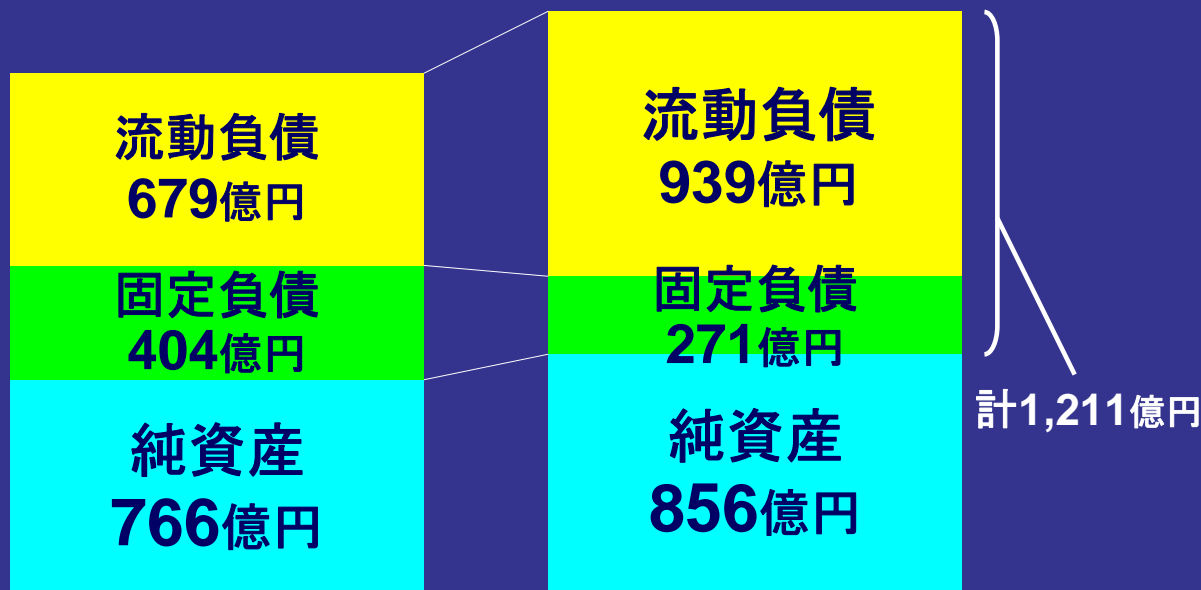 流動負債
679億円
固定負債
404億円
純資産
766億円
流動負債
939億円
固定負債
271億円
純資産
856億円
計1,211億円